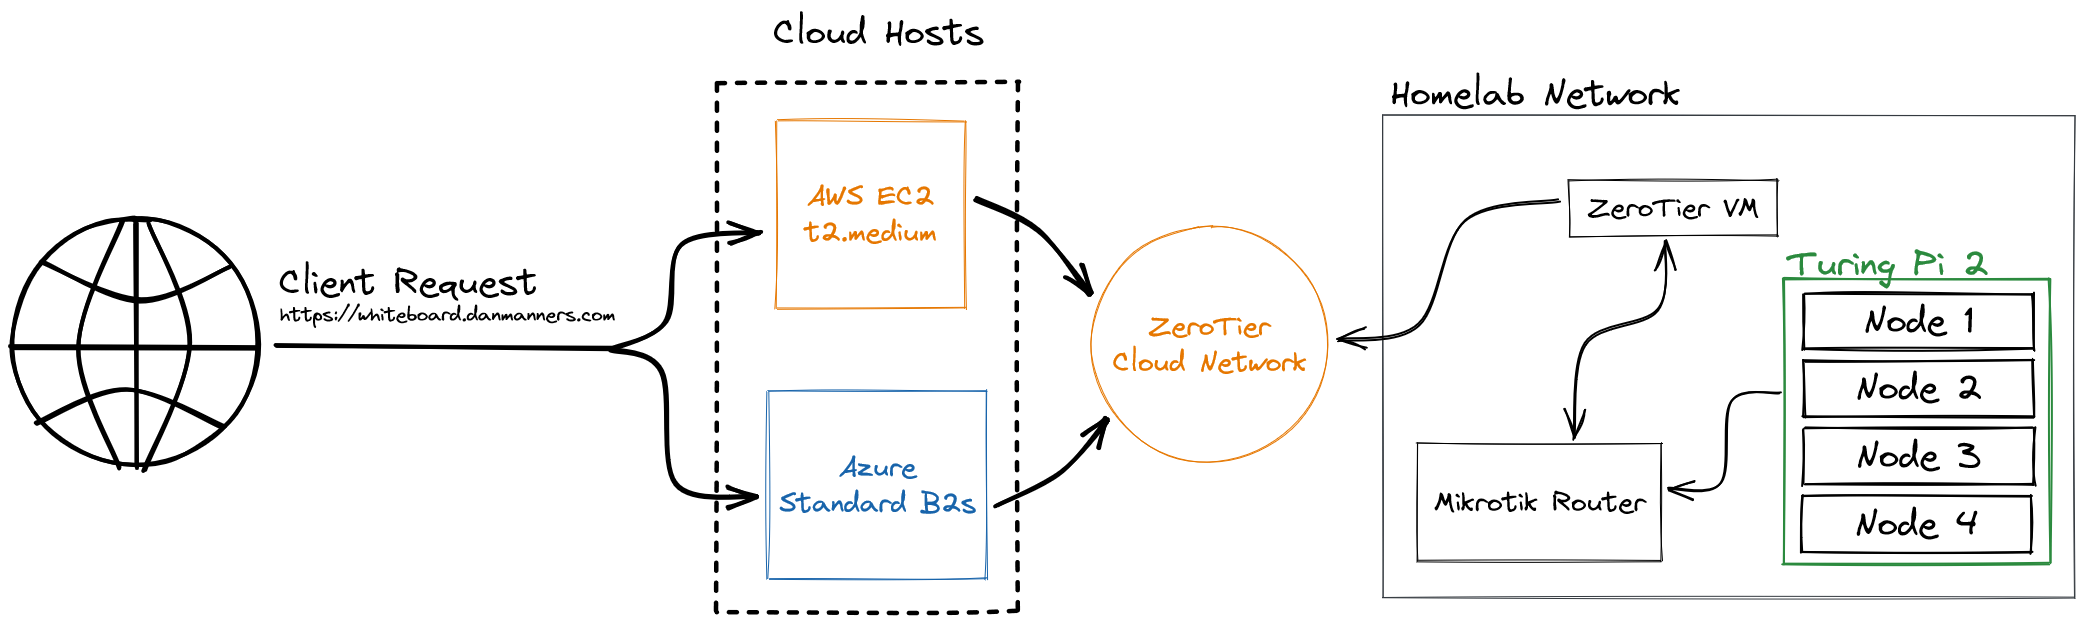 Cloud Hosts
Homelab Network
AWS EC2
t2.medium
ZeroTier VM
Client Request
https://whiteboard.danmanners.com
Turing Pi 2
Node 1
ZeroTier
Cloud Network
Node 2
Azure
Standard B2s
Mikrotik Router
Node 3
Node 4